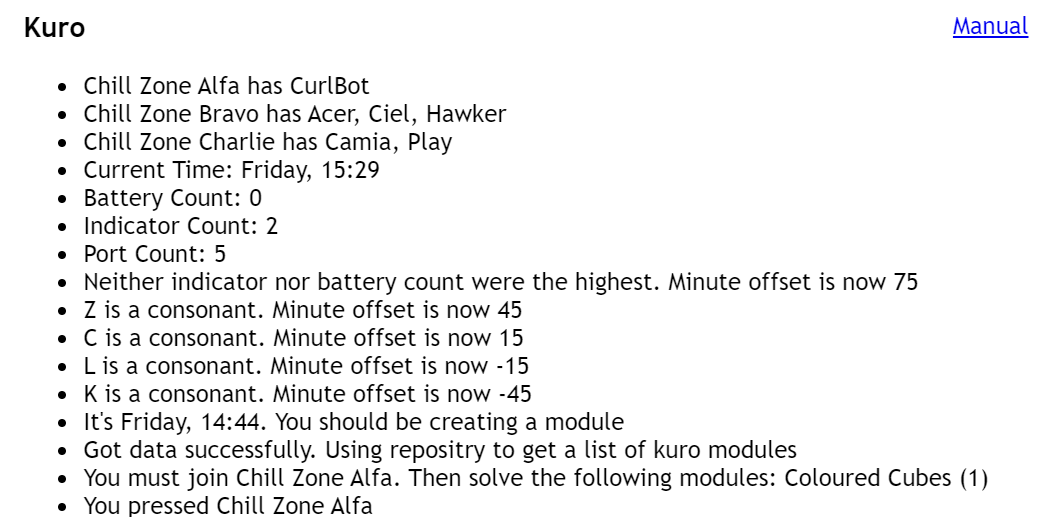 Kuro
Manual
Chill Zone Alfa has CurlBot
Chill Zone Bravo has Acer, Ciel, Hawker
Chill Zone Charlie has Camia, Play
Current Time: Friday, 15:29
Battery Count: 0
Indicator Count: 2
Port Count: 5
Neither indicator nor battery count were the highest. Minute offset is now 75
Z is a consonant. Minute offset is now 45
C is a consonant. Minute offset is now 15
L is a consonant. Minute offset is now -15
K is a consonant. Minute offset is now -45
It's Friday, 14:44. You should be creating a module
Got data successfully. Using repositry to get a list of kuro modules
You must join Chill Zone Alfa. Then solve the following modules: Coloured Cubes (1)
You pressed Chill Zone Alfa